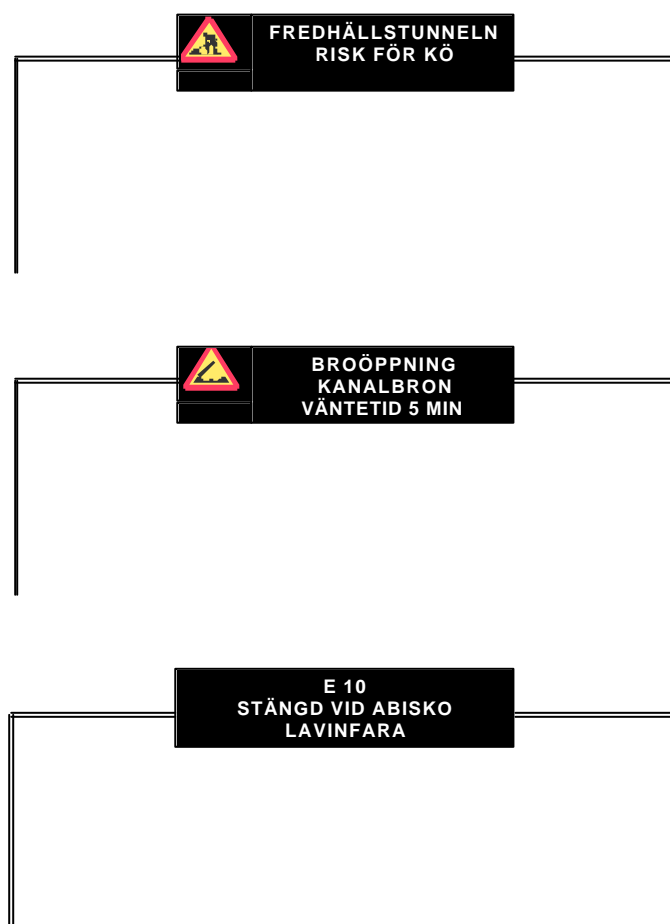 FREDHÄLLSTUNNELN
RISK FÖR KÖ
BROÖPPNING
KANALBRON
VÄNTETID 5 MIN
E 10
STÄNGD VID ABISKO
LAVINFARA